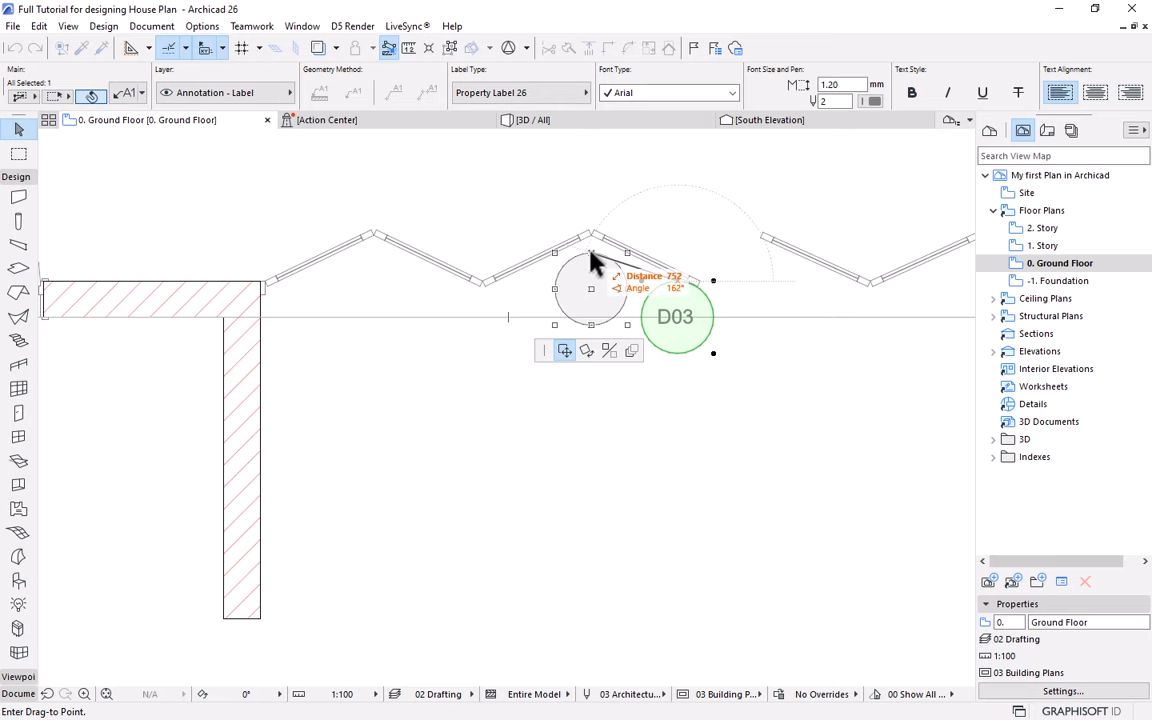 Full Tutorial for designing House Plan - Archicad 26
File Edit View Design Document Options Teamwork Window D5 Render LiveSync® Help
Main: Layer: Geometry Method: Label Type: Font Type: Font Size and Pen: Text Style: Text Alignment:
All Selected: 1
Annotation - Label
Property Label 26
Arial
1.20 mm
2
B I U T
0. Ground Floor [0. Ground Floor]
[Action Center]
[3D / All]
[South Elevation]
Design
Distance 752
Angle 162°
D03
Search View Map
My first Plan in Archicad
Site
Floor Plans
2. Story
1. Story
0. Ground Floor
-1. Foundation
Ceiling Plans
Structural Plans
Sections
Elevations
Interior Elevations
Worksheets
Details
3D Documents
3D
Indexes
Properties
0. Ground Floor
02 Drafting
1:100
03 Building Plans
Settings...
Viewpoi
Docume
N/A
0°
1:100
02 Drafting
Entire Model
03 Architectu...
03 Building P...
No Overrides
00 Show All ...
Enter Drag-to Point.
GRAPHISOFT ID